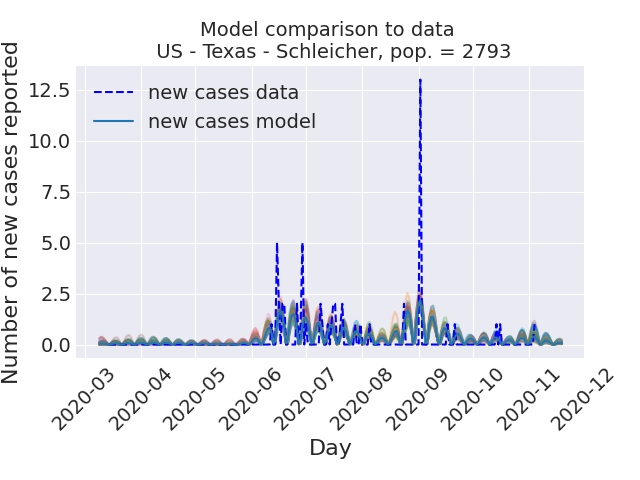 Model comparison to data
US - Texas - Schleicher, pop. = 2793
Number of new cases reported
12.5
10.0
7.5
5.0
2.5
0.0
new cases data
new cases model
2020-03
2020-04
2020-05
2020-06
2020-07
2020-08
2020-09
2020-10
2020-11
2020-12
Day